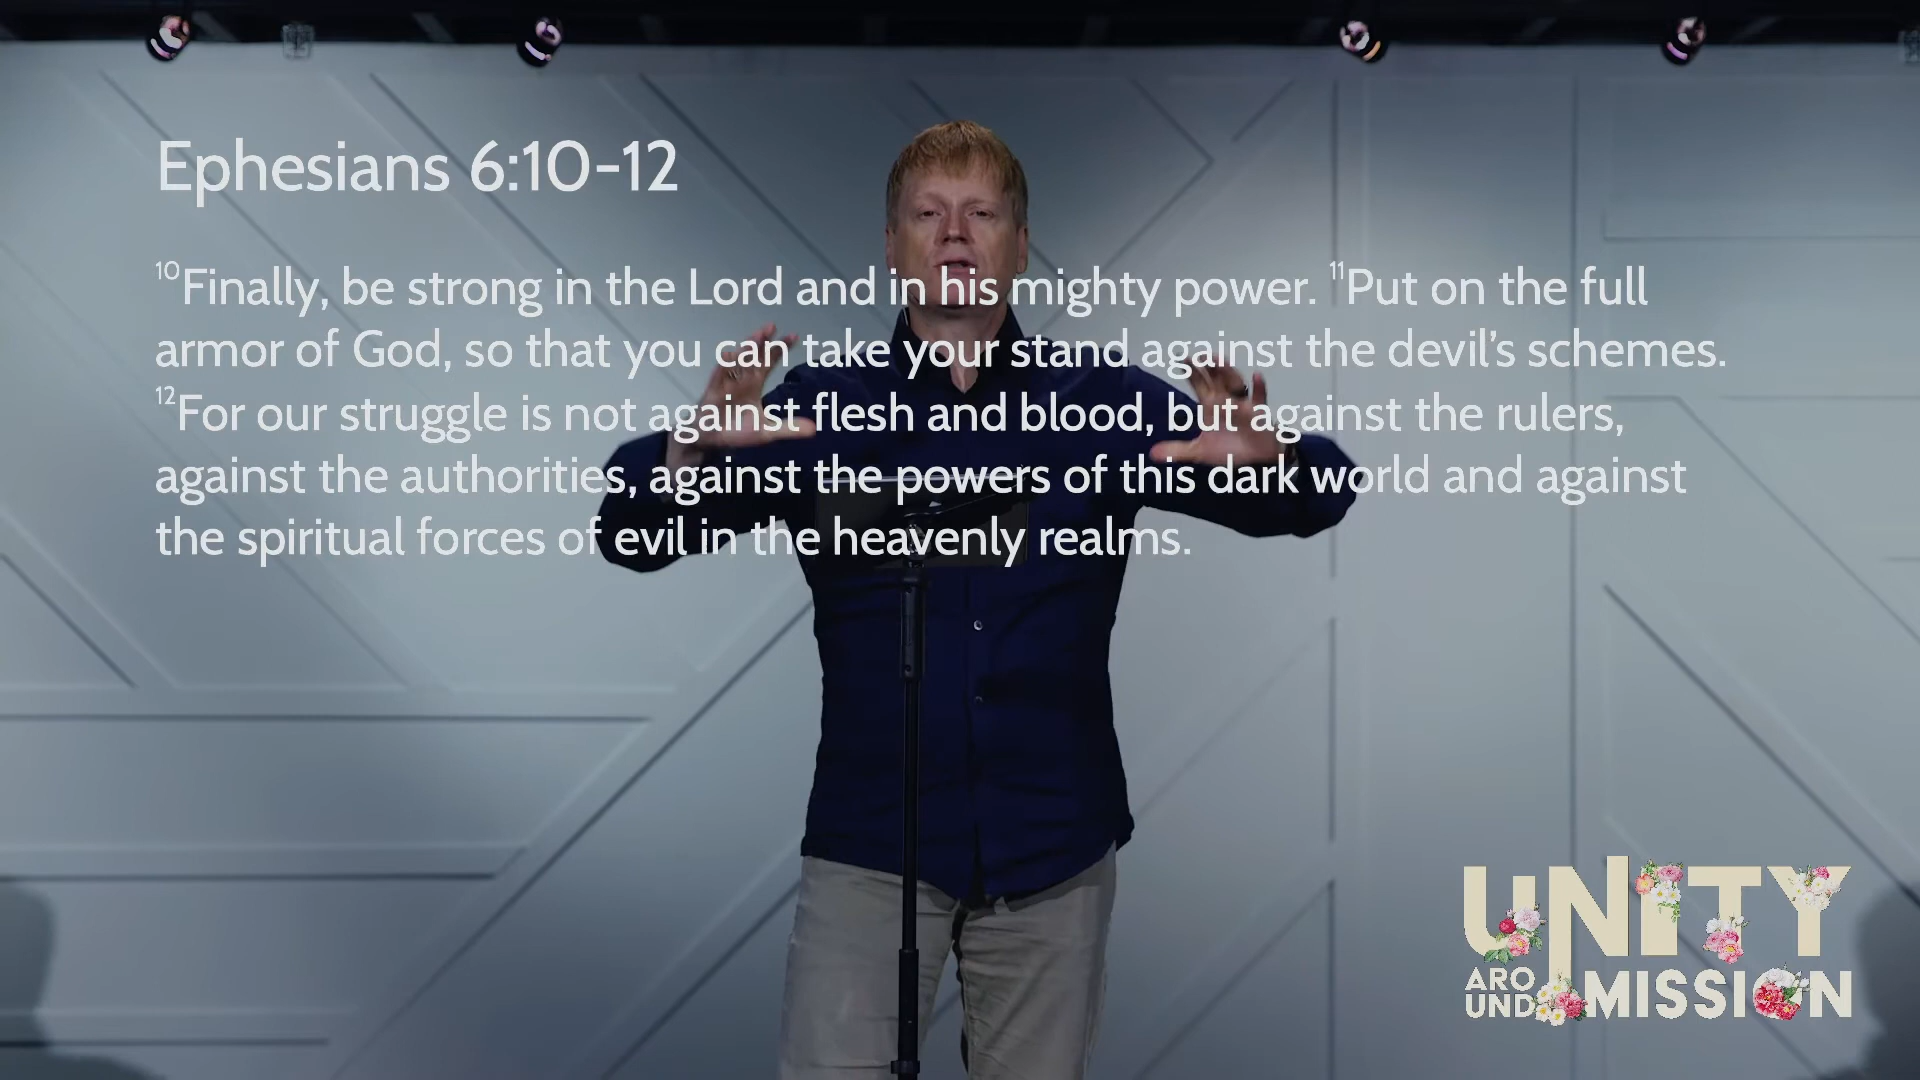 Ephesians 6:10-12
10Finally, be strong in the Lord and in his mighty power. 11Put on the full
armor of God, so that you can take your stand against the devil's schemes.
12For our struggle is not against flesh and blood, but against the rulers,
against the authorities, against the powers of this dark world and against
the spiritual forces of evil in the heavenly realms.
UNITY
ARO
UND
MISSION